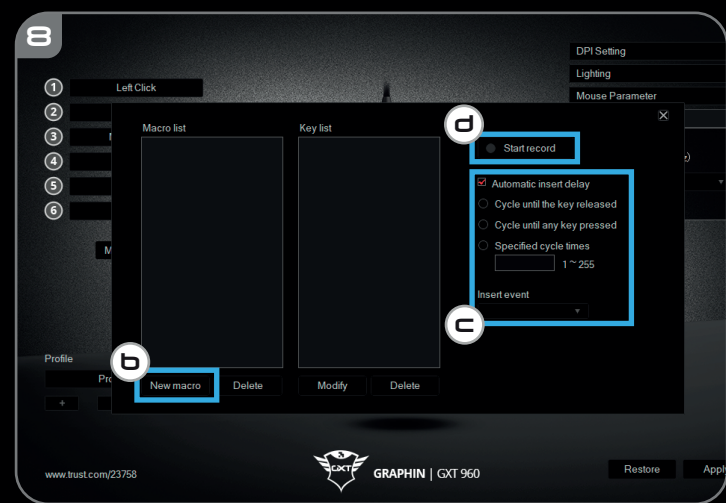 8
DPI Setting
Lighting
Mouse Parameter
1 Left Click
2
3
4
5
6
Macro list
Key list
d
Start record
Automatic insert delay
Cycle until the key released
Cycle until any key pressed
Specified cycle times
1 ~ 255
Insert event
c
b
New macro
Delete
Modify
Delete
Profile
+
www.trust.com/23758
GXT
GRAPHIN | GXT 960
Restore
Apply